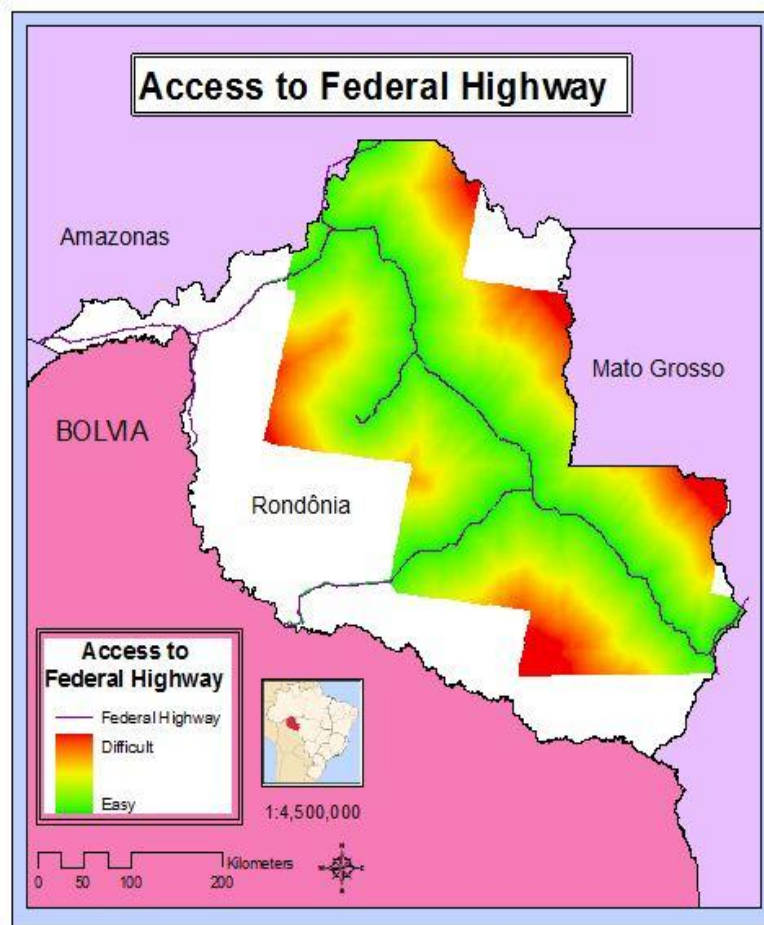 Access to Federal Highway
Amazonas
Mato Grosso
BOLVIA
Rondônia
Access to
Federal Highway
Federal Highway
Difficult
Easy
1:4,500,000
Kilometers
0 50 100 200